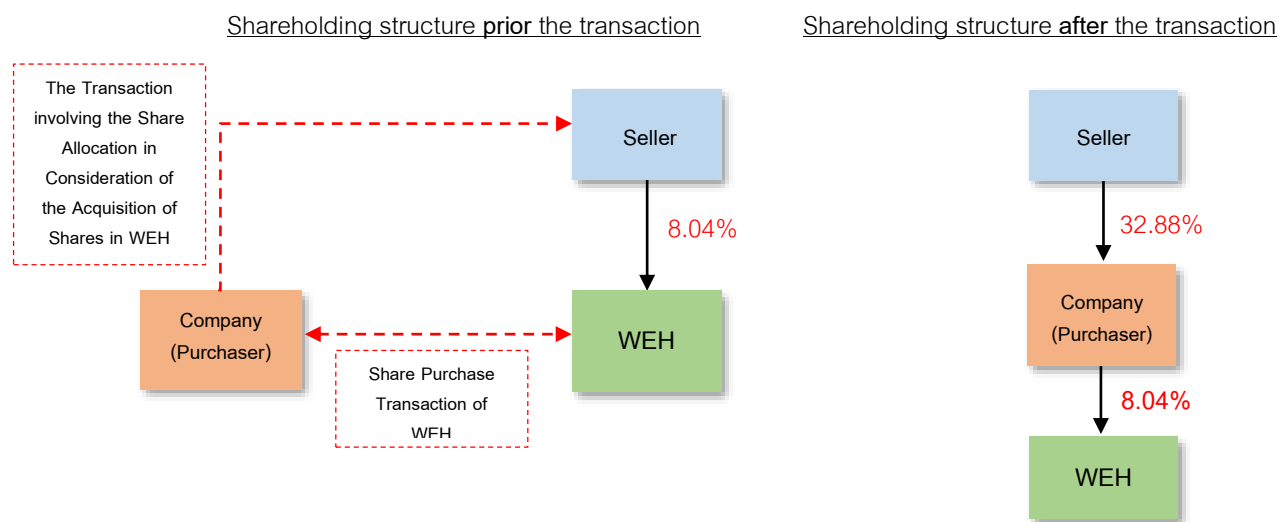 Shareholding structure prior the transaction
Shareholding structure after the transaction
The Transaction
involving the Share
Allocation in
Consideration of
the Acquisition of
Shares in WEH
Seller
8.04%
Company
(Purchaser)
WEH
Share Purchase
Transaction of
WEH
Seller
32.88%
Company
(Purchaser)
8.04%
WEH